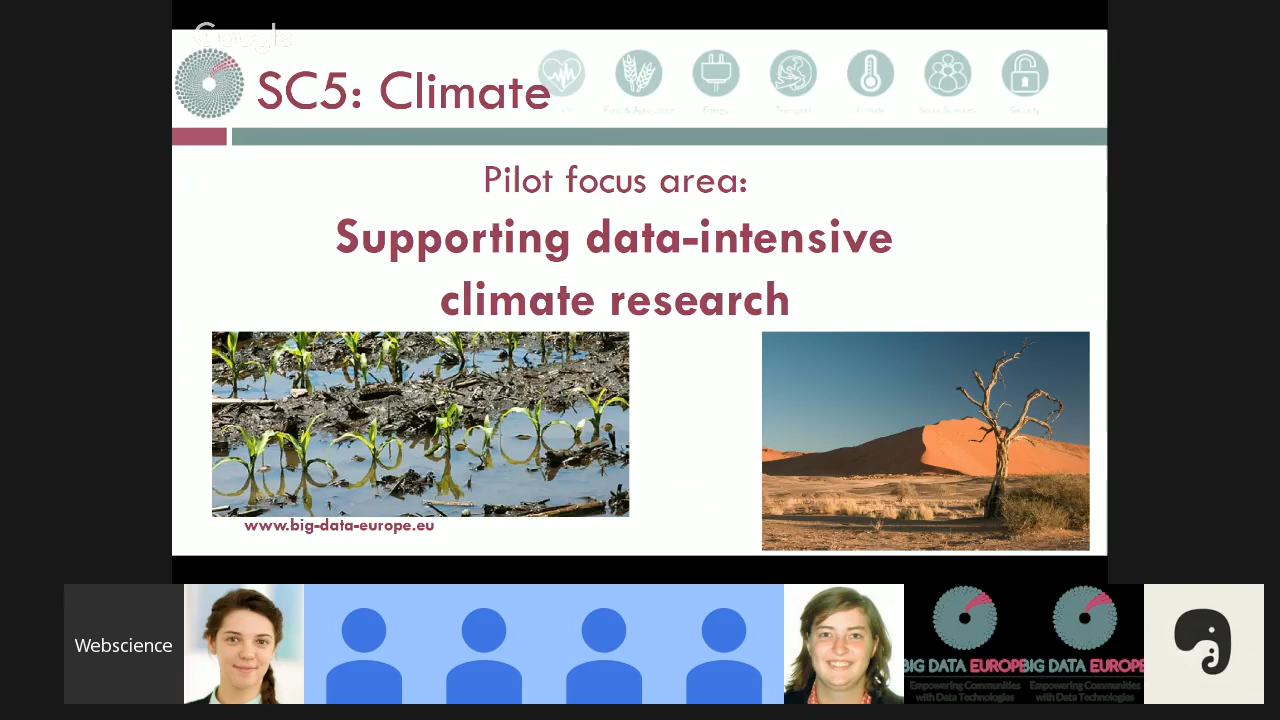 Google
SC5: Climate
Food & Agriculture
Energy
Transport
Climate
Social Sciences
Security
Pilot focus area:
Supporting data-intensive
climate research
www.big-data-europe.eu
Webscience
BIG DATA EUROPE
Empowering Communities
with Data Technologies
BIG DATA EUROPE
Empowering Communities
with Data Technologies